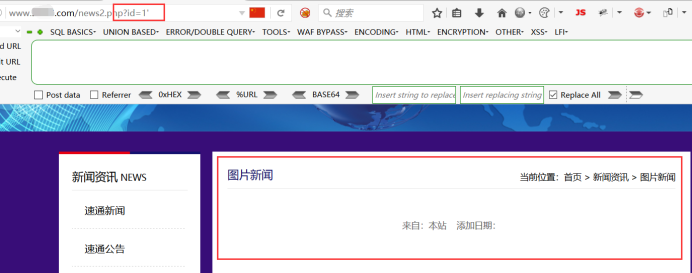 www.    .com/news2.php?id=1'
搜索
SQL BASICS▾ UNION BASED▾ ERROR/DOUBLE QUERY▾ TOOLS▾ WAF BYPASS▾ ENCODING▾ HTML▾ ENCRYPTION▾ OTHER▾ XSS▾ LFI▾
d URL
it URL
ecute
Post data Referrer 0xHEX %URL BASE64 Insert string to replace Insert replacing string Replace All
新闻资讯 NEWS
速通新闻
速通公告
图片新闻
当前位置：首页 > 新闻资讯 > 图片新闻
来自：本站 添加日期：